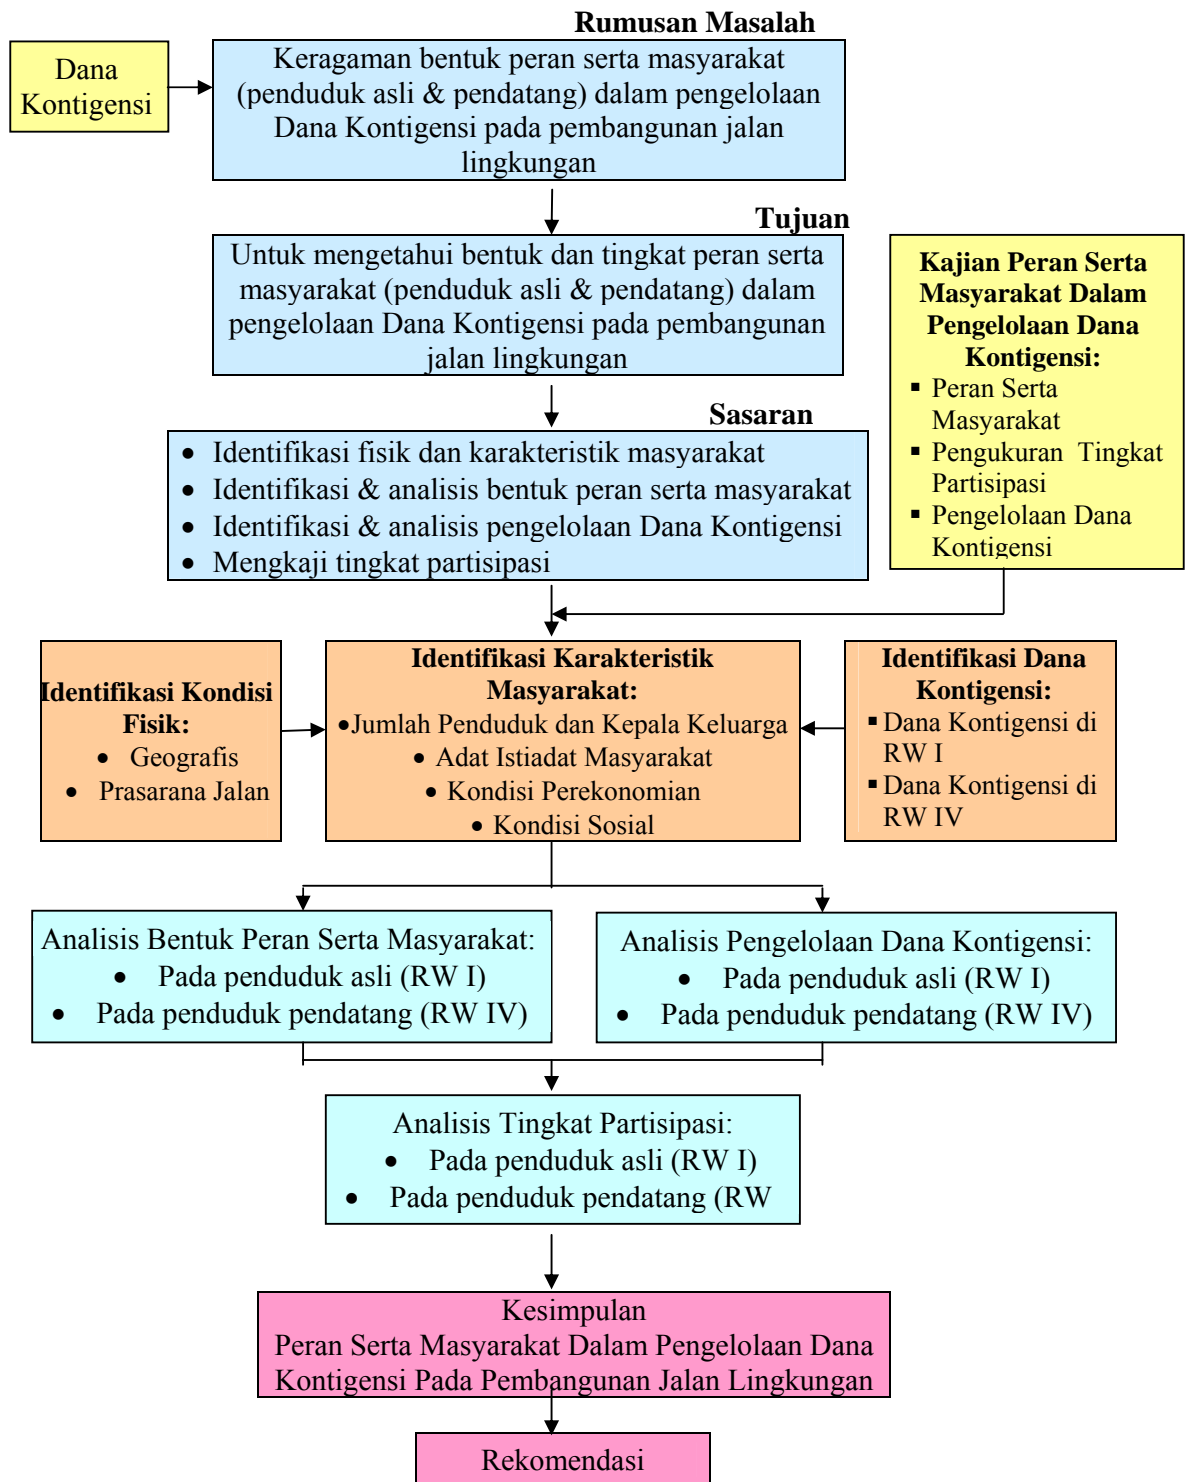 Rumusan Masalah
Dana
Kontigensi
Keragaman bentuk peran serta masyarakat
(penduduk asli & pendatang) dalam pengelolaan
Dana Kontigensi pada pembangunan jalan
lingkungan
Tujuan
Untuk mengetahui bentuk dan tingkat peran serta
masyarakat (penduduk asli & pendatang) dalam
pengelolaan Dana Kontigensi pada pembangunan
jalan lingkungan
Kajian Peran Serta
Masyarakat Dalam
Pengelolaan Dana
Kontigensi:
▪ Peran Serta
Masyarakat
▪ Pengukuran Tingkat
Partisipasi
▪ Pengelolaan Dana
Kontigensi
Sasaran
• Identifikasi fisik dan karakteristik masyarakat
• Identifikasi & analisis bentuk peran serta masyarakat
• Identifikasi & analisis pengelolaan Dana Kontigensi
• Mengkaji tingkat partisipasi
Identifikasi Kondisi
Fisik:
• Geografis
• Prasarana Jalan
Identifikasi Karakteristik
Masyarakat:
•Jumlah Penduduk dan Kepala Keluarga
• Adat Istiadat Masyarakat
• Kondisi Perekonomian
• Kondisi Sosial
Identifikasi Dana
Kontigensi:
▪ Dana Kontigensi di
RW I
▪ Dana Kontigensi di
RW IV
Analisis Bentuk Peran Serta Masyarakat:
• Pada penduduk asli (RW I)
• Pada penduduk pendatang (RW IV)
Analisis Pengelolaan Dana Kontigensi:
• Pada penduduk asli (RW I)
• Pada penduduk pendatang (RW IV)
Analisis Tingkat Partisipasi:
• Pada penduduk asli (RW I)
• Pada penduduk pendatang (RW
Kesimpulan
Peran Serta Masyarakat Dalam Pengelolaan Dana
Kontigensi Pada Pembangunan Jalan Lingkungan
Rekomendasi